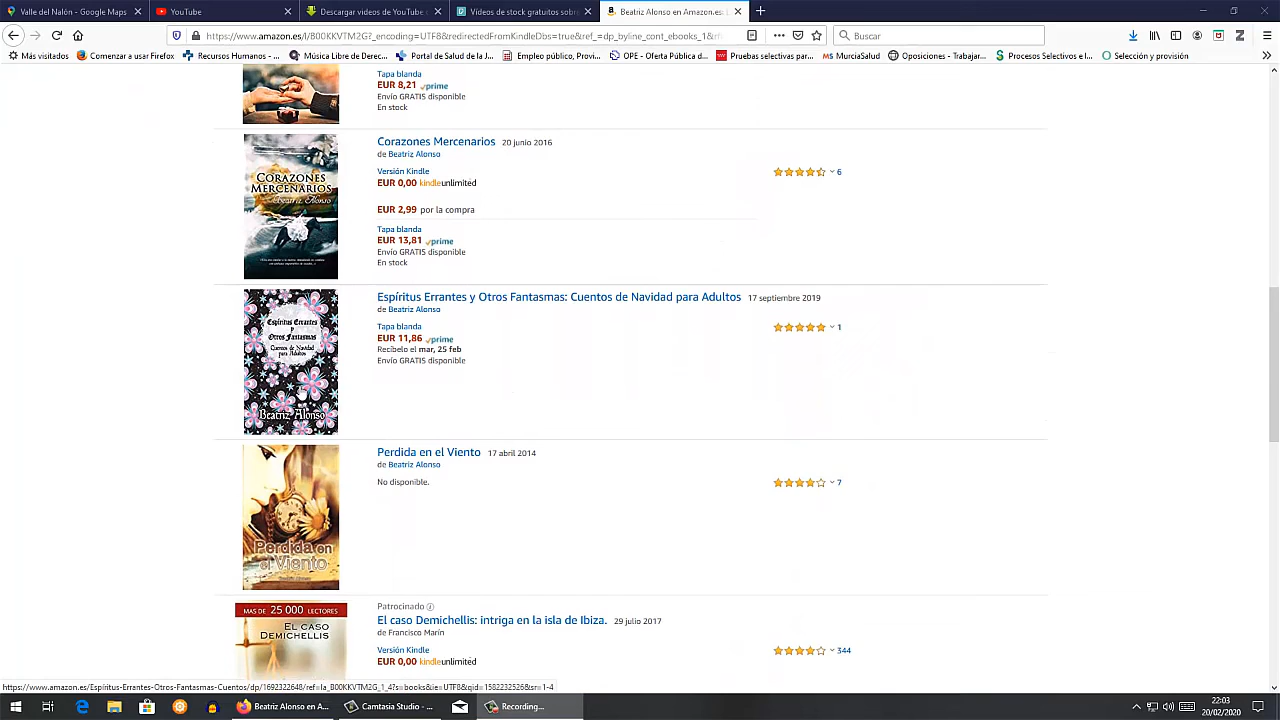 Valle del Nalón - Google Maps
YouTube
Descargar vídeos de YouTube c
Vídeos de stock gratuitos sobre
Beatriz Alonso en Amazon.es:
https://www.amazon.es/l/B00KKVTM2G?_encoding=UTF8&redirectedFromKindleDbs=true&ref_=dp_byline_cont_ebooks_1&rf
Buscar
Más visitados
Comenzar a usar Firefox
Recursos Humanos - ...
Música Libre de Derec...
Portal de Salud de la J...
Empleo público, Provi...
OPE - Oferta Pública d...
Pruebas selectivas par...
MurciaSalud
Oposiciones - Trabajar...
Procesos Selectivos e I...
Selección y provisión
Tapa blanda
EUR 8,21 prime
Envío GRATIS disponible
En stock
CORAZONES
MERCENARIOS
Beatriz Alonso
Corazones Mercenarios 20 junio 2016
de Beatriz Alonso
Versión Kindle
EUR 0,00 kindleunlimited
6
EUR 2,99 por la compra
Tapa blanda
EUR 13,81 prime
Envío GRATIS disponible
En stock
Espíritus Errantes
y
Otros Fantasmas
Cuentos de Navidad
para Adultos
Beatriz Alonso
Espíritus Errantes y Otros Fantasmas: Cuentos de Navidad para Adultos 17 septiembre 2019
de Beatriz Alonso
Tapa blanda
EUR 11,86 prime
Recíbelo el mar, 25 feb
Envío GRATIS disponible
1
Perdida en
el Viento
Perdida en el Viento 17 abril 2014
de Beatriz Alonso
No disponible.
7
MAS DE 25 000 LECTORES
EL CASO
DEMICHELLIS
Patrocinado
El caso Demichellis: intriga en la isla de Ibiza. 29 julio 2017
de Francisco Marín
Versión Kindle
EUR 0,00 kindleunlimited
344
https://www.amazon.es/Espíritus-Errantes-Otros-Fantasmas-Cuentos/dp/1692322648/ref=la_B00KKVTM2G_1_4?s=books&ie=UTF8&qid=1582232526&sr=1-4
Beatriz Alonso en A...
Camtasia Studio - ...
Recording...
22:03
20/02/2020